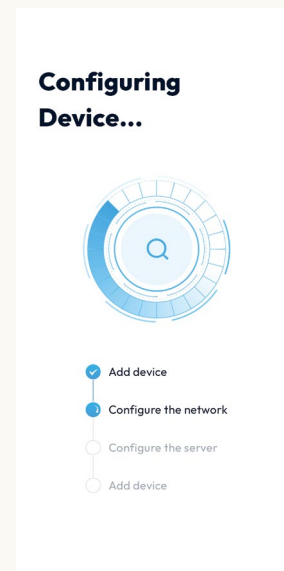 Configuring
Device...
Add device
Configure the network
Configure the server
Add device